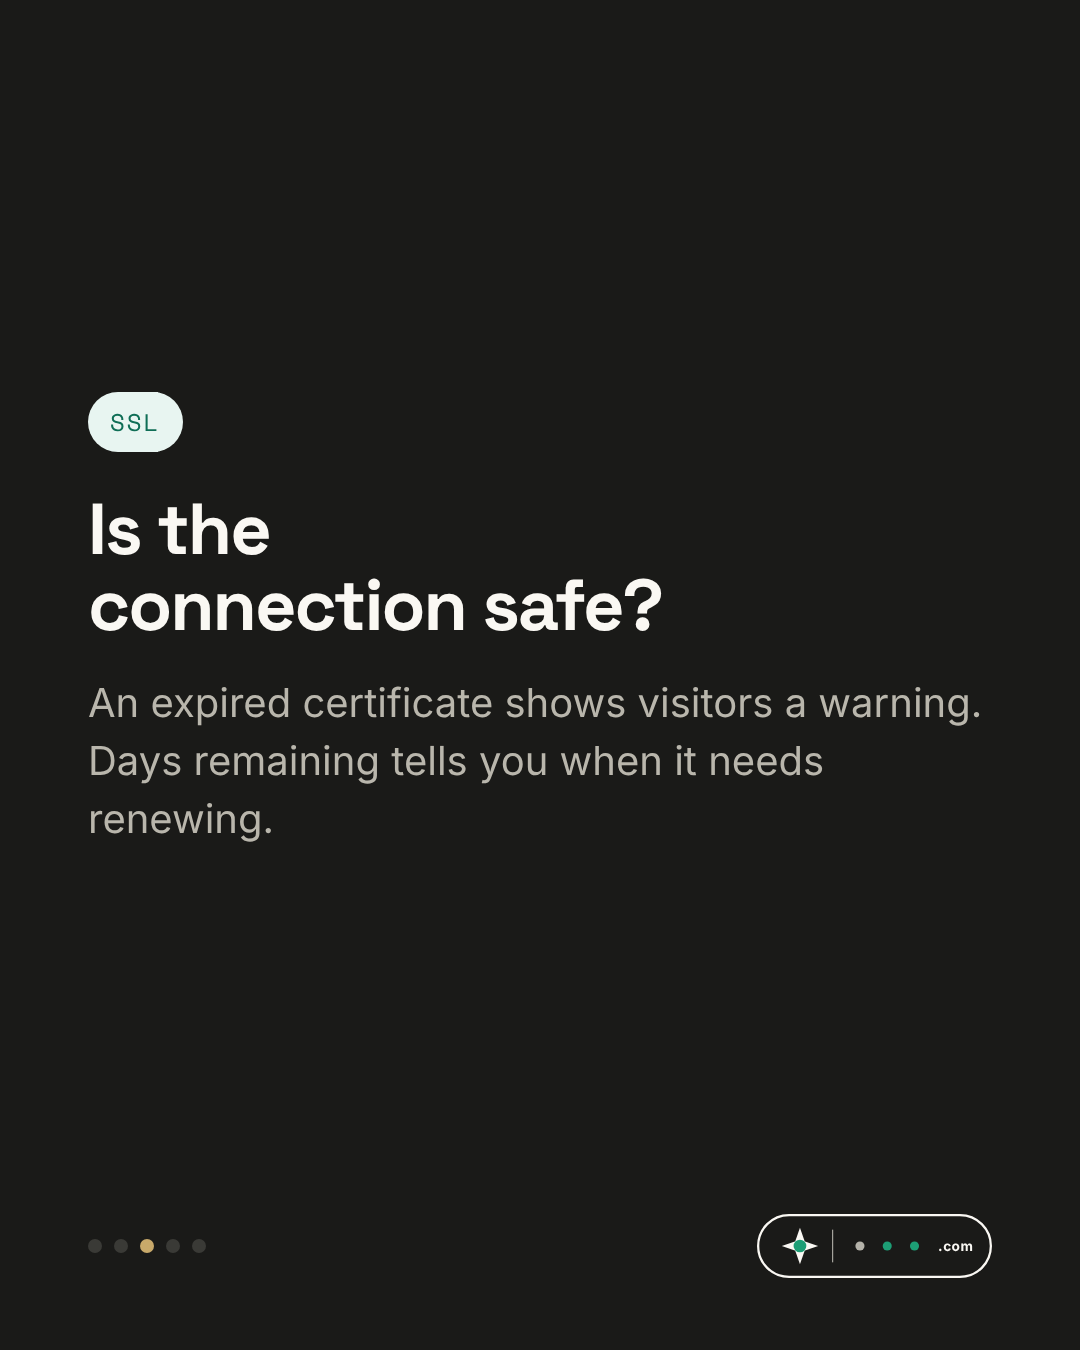 SSL
Is the
connection safe?
An expired certificate shows visitors a warning.
Days remaining tells you when it needs
renewing.
.com